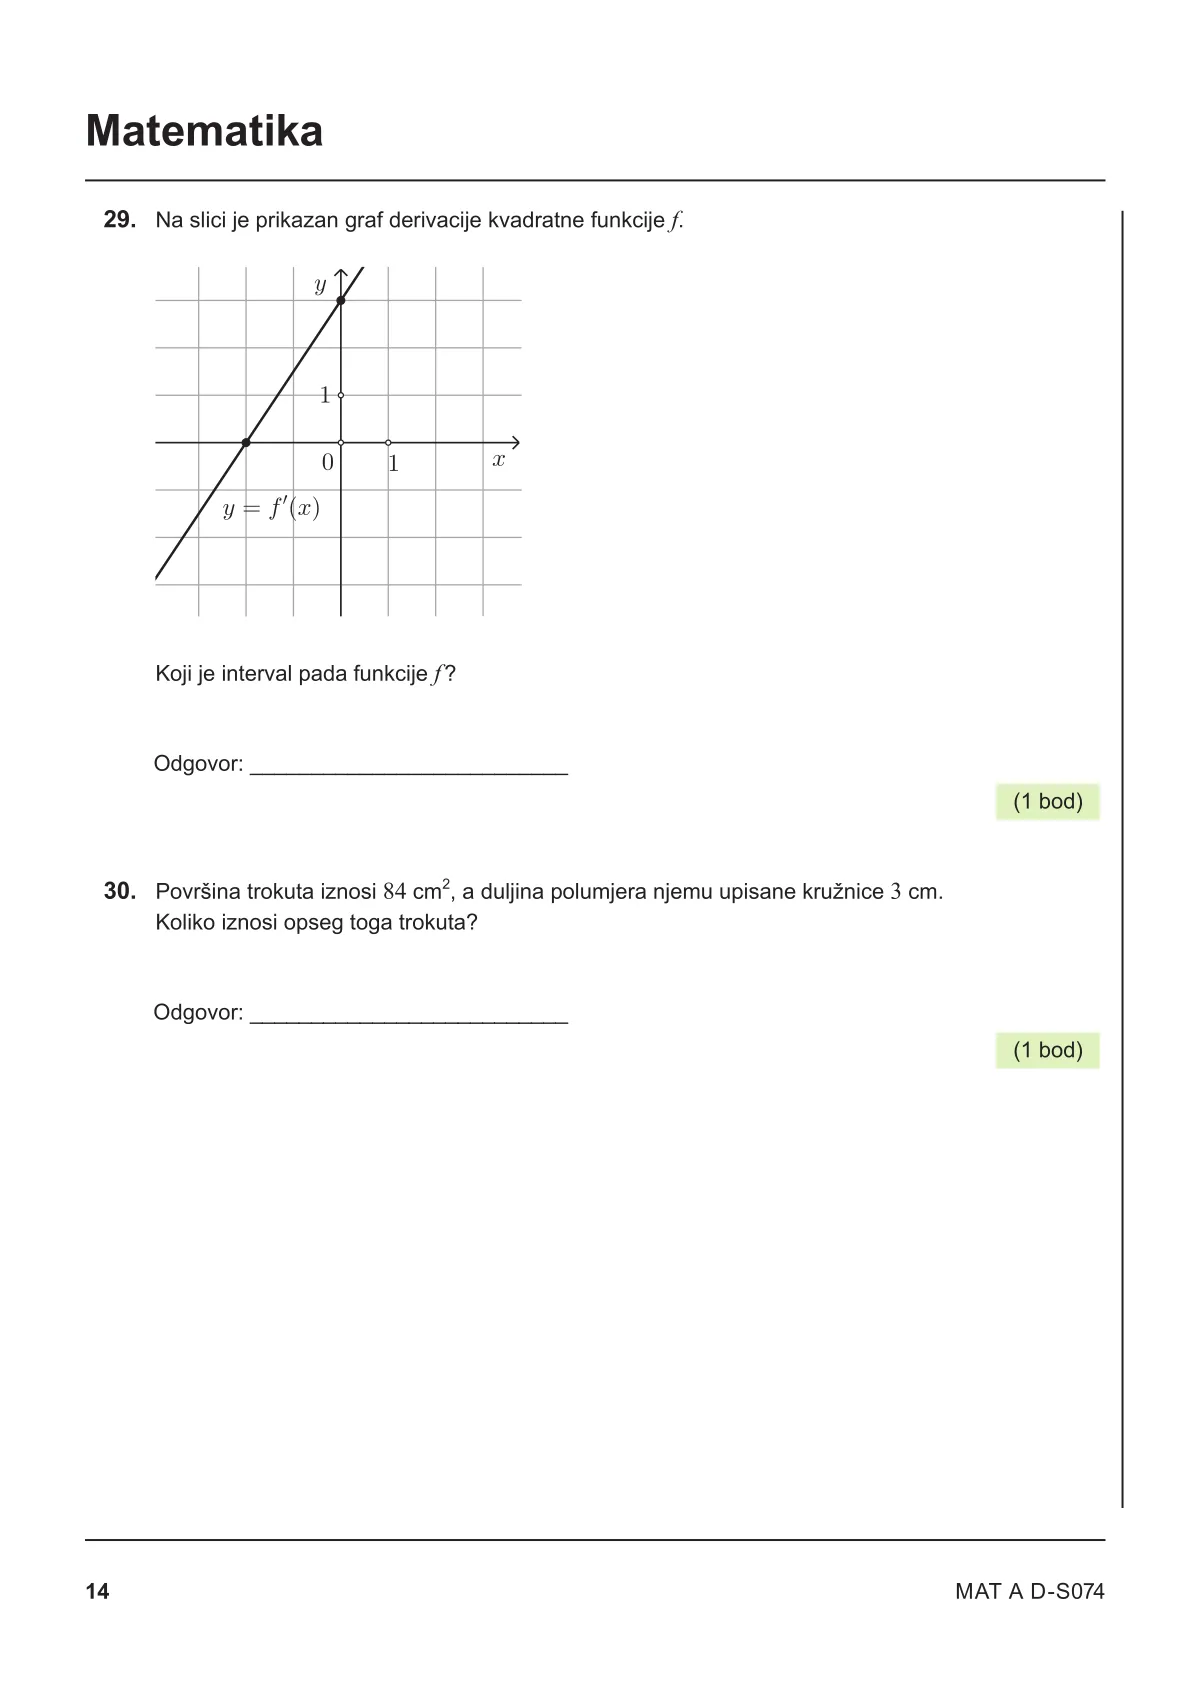 Matematika
29. Na slici je prikazan graf derivacije kvadratne funkcije f.
y
1
0 1 x
y = f′(x)
Koji je interval pada funkcije f?
Odgovor: __________________________
(1 bod)
30. Površina trokuta iznosi 84 cm², a duljina polumjera njemu upisane kružnice 3 cm.
Koliko iznosi opseg toga trokuta?
Odgovor: __________________________
(1 bod)
14 MAT A D-S074